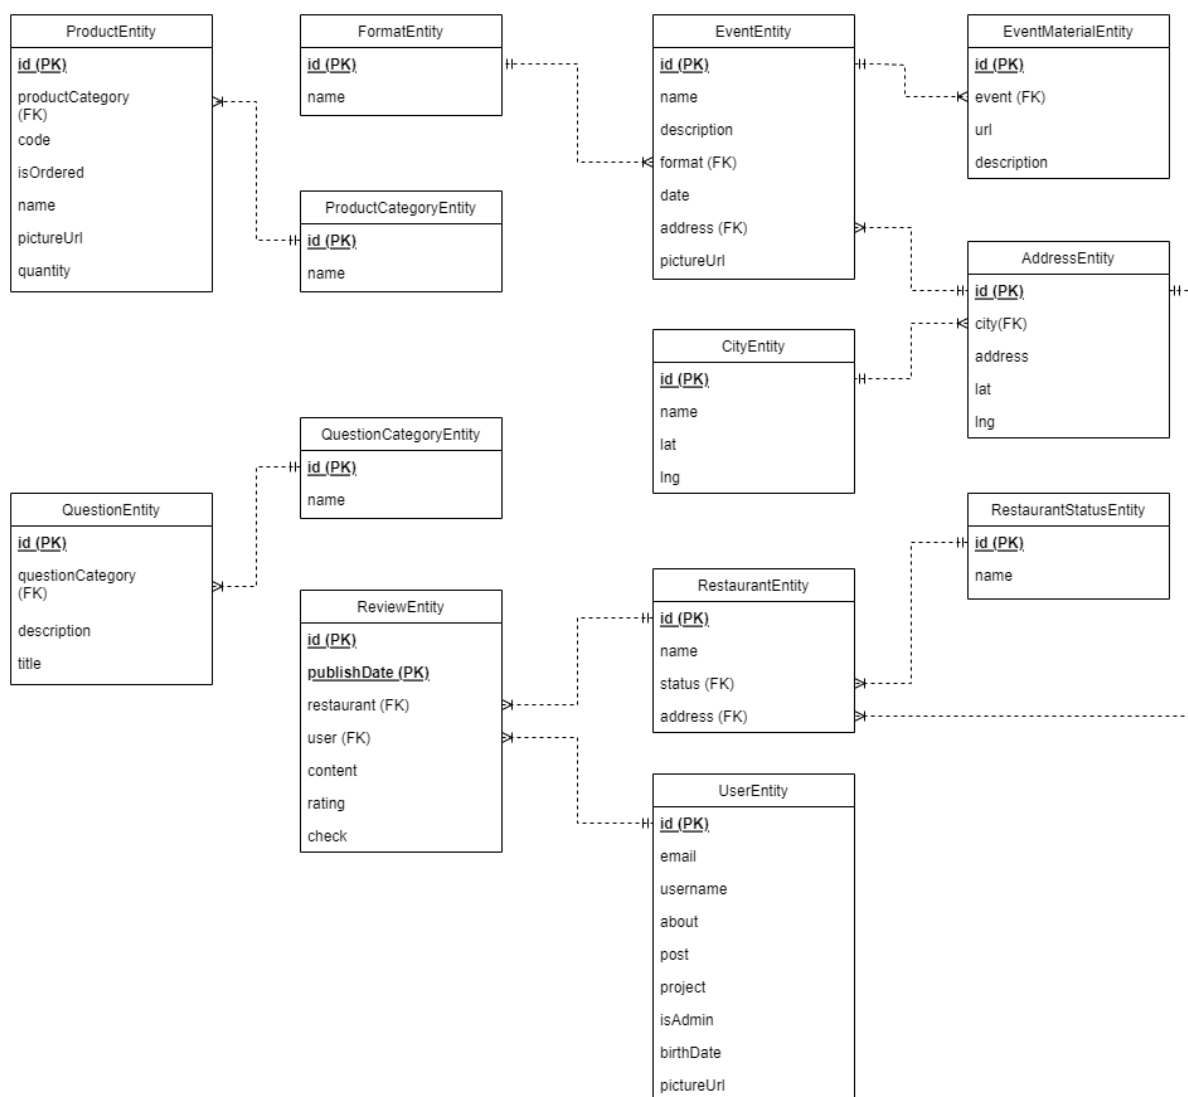 ProductEntity
id (PK)
productCategory
(FK)
code
isOrdered
name
pictureUrl
quantity
FormatEntity
id (PK)
name
ProductCategoryEntity
id (PK)
name
EventEntity
id (PK)
name
description
format (FK)
date
address (FK)
pictureUrl
EventMaterialEntity
id (PK)
event (FK)
url
description
AddressEntity
id (PK)
city(FK)
address
lat
lng
CityEntity
id (PK)
name
lat
lng
QuestionCategoryEntity
id (PK)
name
QuestionEntity
id (PK)
questionCategory
(FK)
description
title
ReviewEntity
id (PK)
publishDate (PK)
restaurant (FK)
user (FK)
content
rating
check
RestaurantEntity
id (PK)
name
status (FK)
address (FK)
RestaurantStatusEntity
id (PK)
name
UserEntity
id (PK)
email
username
about
post
project
isAdmin
birthDate
pictureUrl